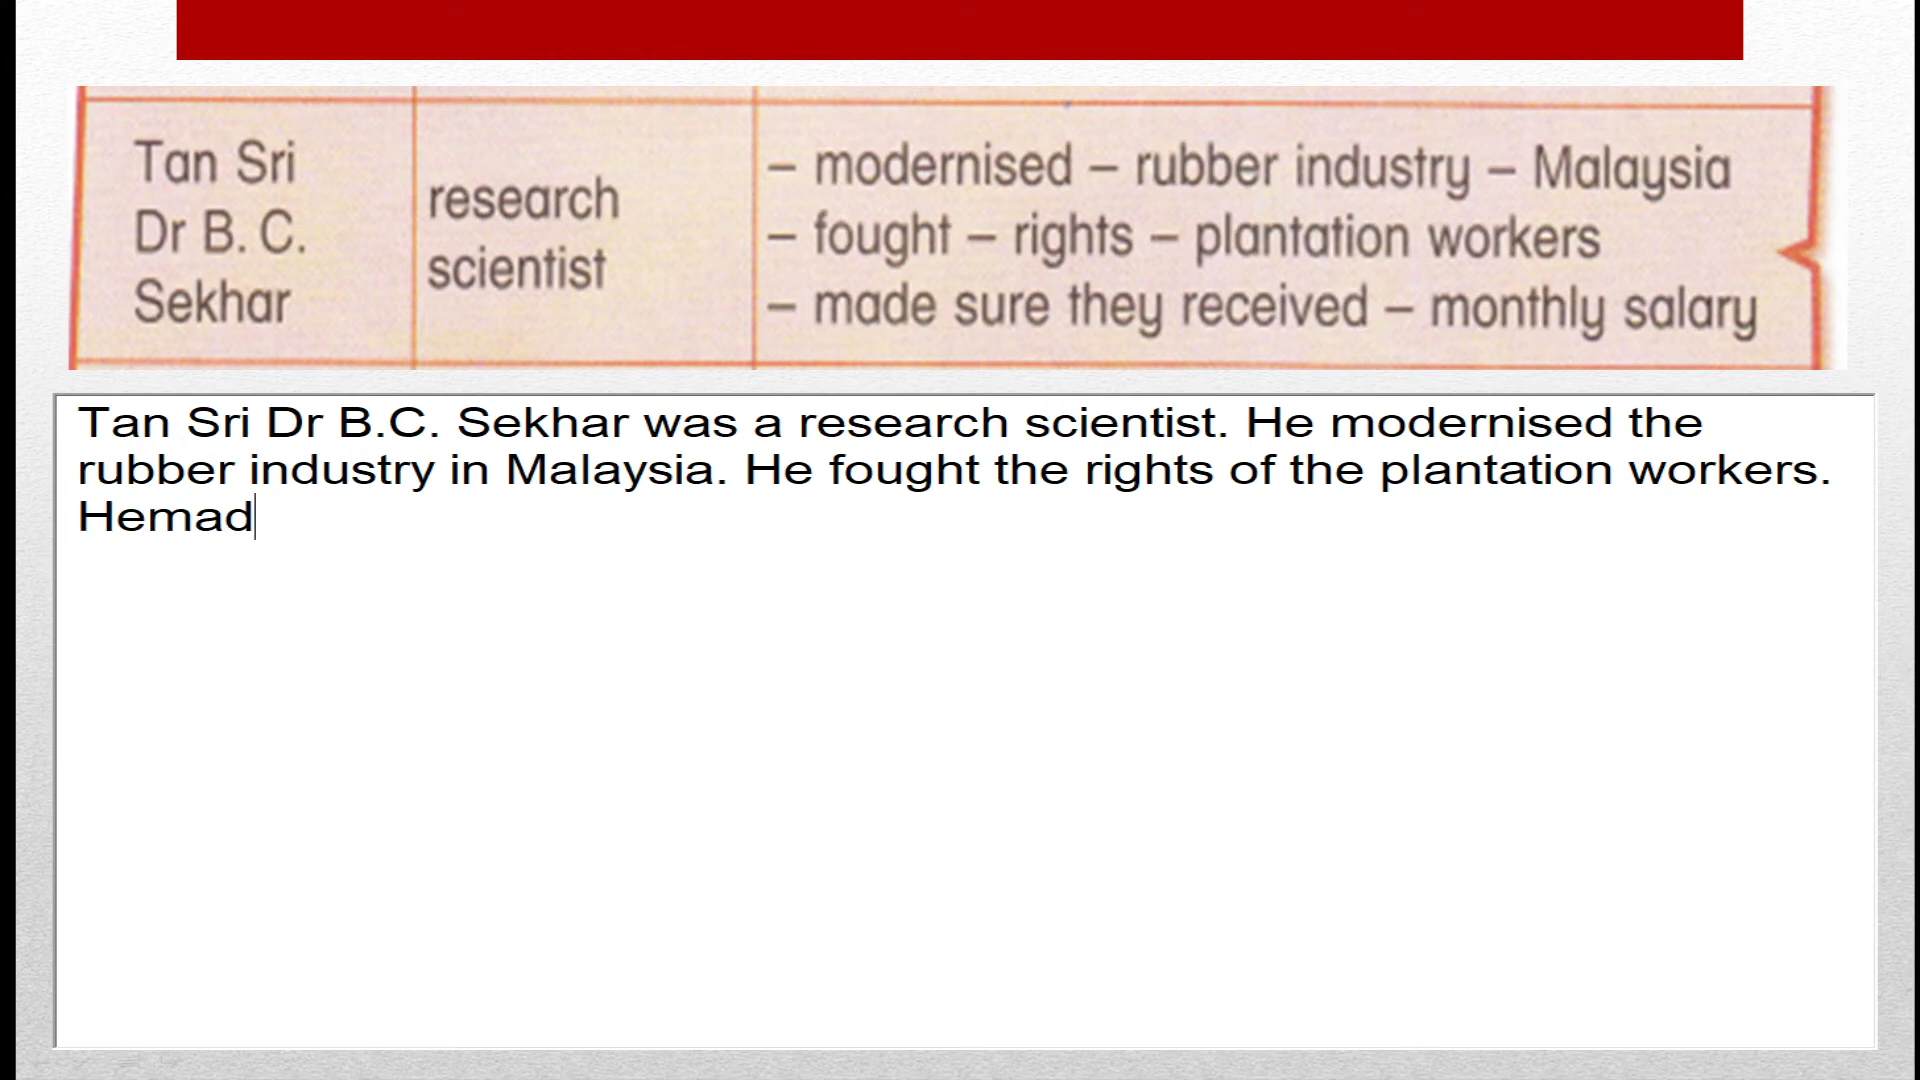 Tan Sri
Dr B. C.
Sekhar
research
scientist
– modernised – rubber industry – Malaysia
– fought – rights – plantation workers
– made sure they received – monthly salary
Tan Sri Dr B.C. Sekhar was a research scientist. He modernised the
rubber industry in Malaysia. He fought the rights of the plantation workers.
Hemad